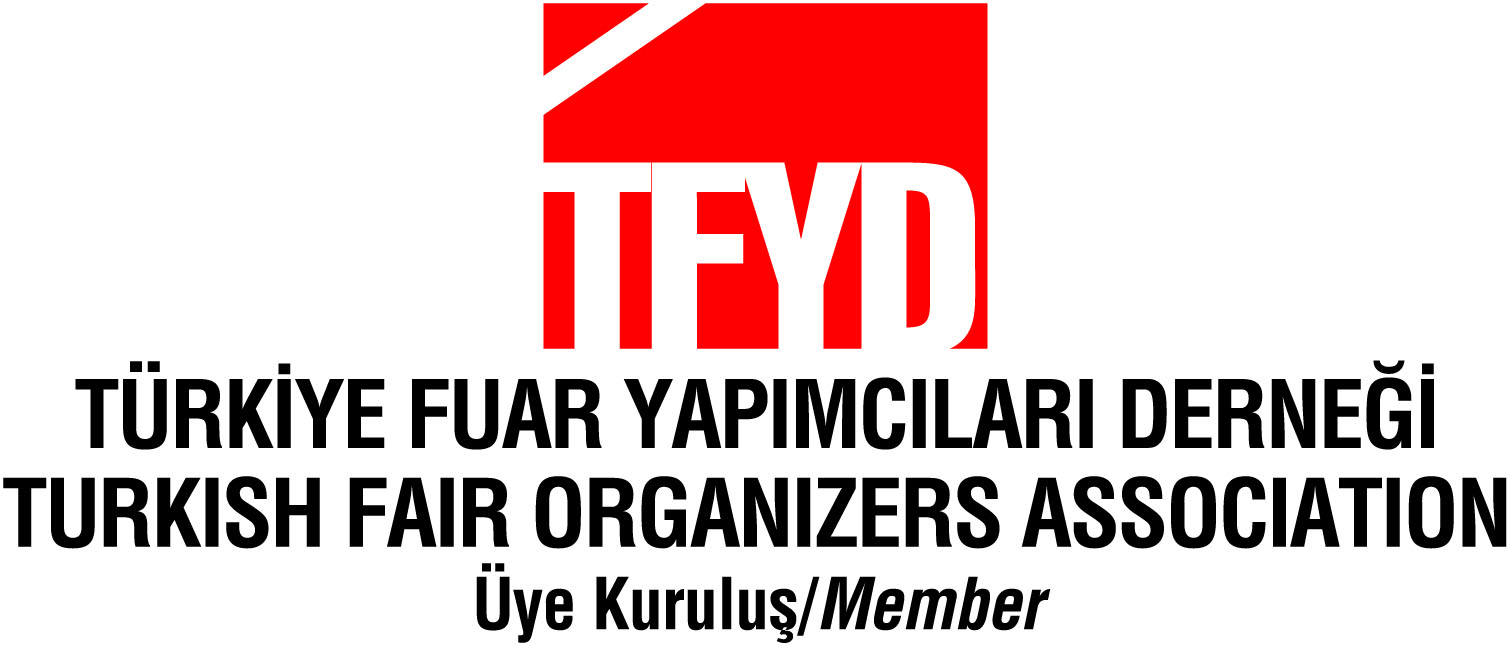 TFYD
TÜRKİYE FUAR YAPIMCILARI DERNEĞİ
TURKISH FAIR ORGANIZERS ASSOCIATION
Üye Kuruluş/Member